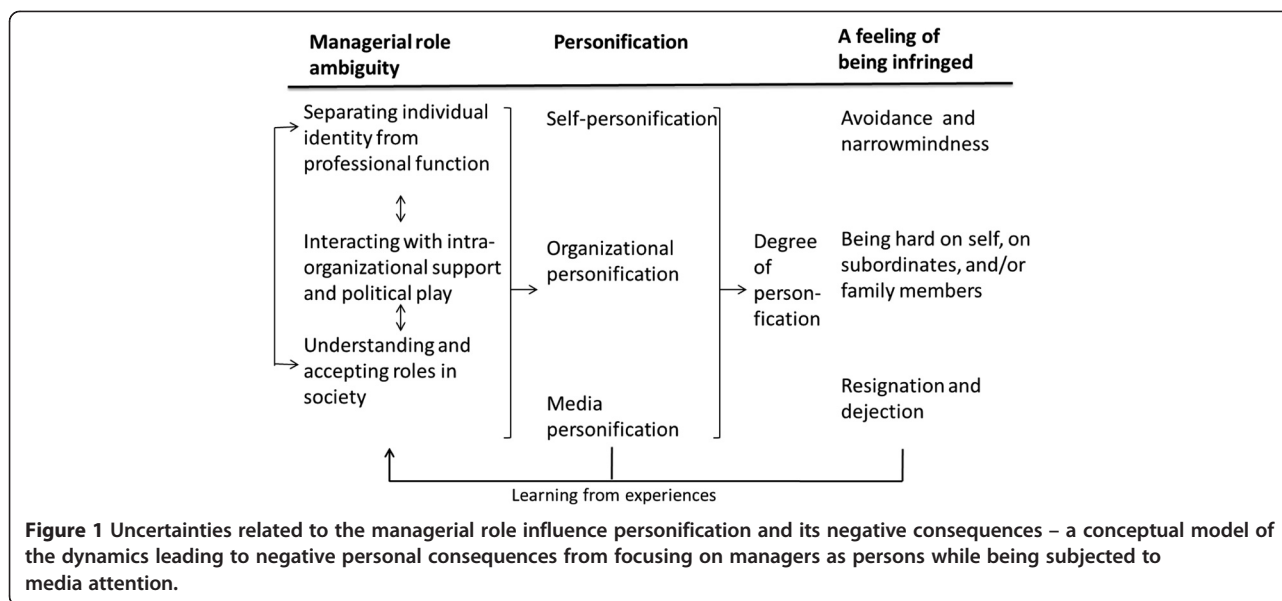 Managerial role
ambiguity
Personification
A feeling of
being infringed
Separating individual
identity from
professional function
Interacting with intra-
organizational support
and political play
Understanding and
accepting roles in
society
Self-personification
Organizational
personification
Media
personification
Degree
of
person-
fication
Avoidance and
narrowmindness
Being hard on self, on
subordinates, and/or
family members
Resignation and
dejection
Learning from experiences
Figure 1 Uncertainties related to the managerial role influence personification and its negative consequences – a conceptual model of
the dynamics leading to negative personal consequences from focusing on managers as persons while being subjected to
media attention.